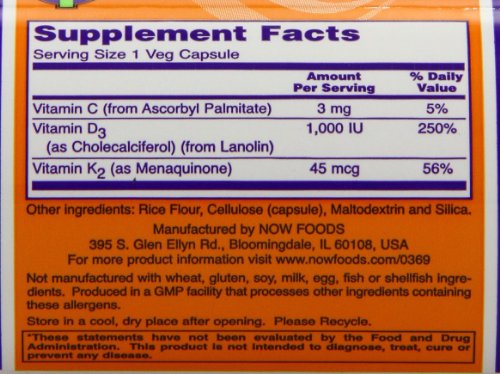 Supplement Facts
Serving Size 1 Veg Capsule
Amount Per Serving % Daily Value
Vitamin C (from Ascorbyl Palmitate) 3 mg 5%
Vitamin D3 1,000 IU 250%
(as Cholecalciferol) (from Lanolin)
Vitamin K2 (as Menaquinone) 45 mcg 56%
Other ingredients: Rice Flour, Cellulose (capsule), Maltodextrin and Silica.
Manufactured by NOW FOODS
395 S. Glen Ellyn Rd., Bloomingdale, IL 60108, USA
For more product information visit www.nowfoods.com/0369
Not manufactured with wheat, gluten, soy, milk, egg, fish or shellfish ingre-
dients. Produced in a GMP facility that processes other ingredients containing
these allergens.
Store in a cool, dry place after opening. Please Recycle.
*These statements have not been evaluated by the Food and Drug
Administration. This product is not intended to diagnose, treat, cure or
prevent any disease.